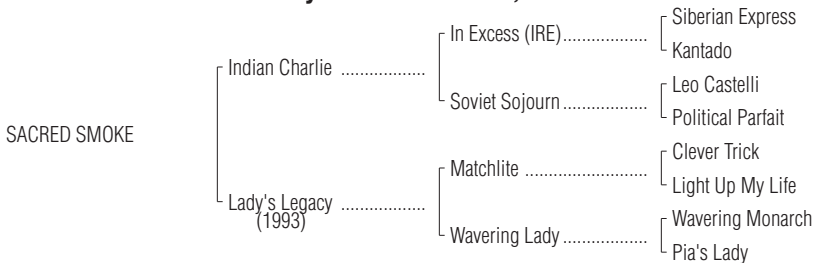 Siberian Express
In Excess (IRE)..................
Kantado
Indian Charlie ..................
Leo Castelli
Soviet Sojourn..................
Political Parfait
SACRED SMOKE
Clever Trick
Matchlite ..........................
Light Up My Life
Lady's Legacy ..................
(1993)
Wavering Monarch
Wavering Lady..................
Pia's Lady